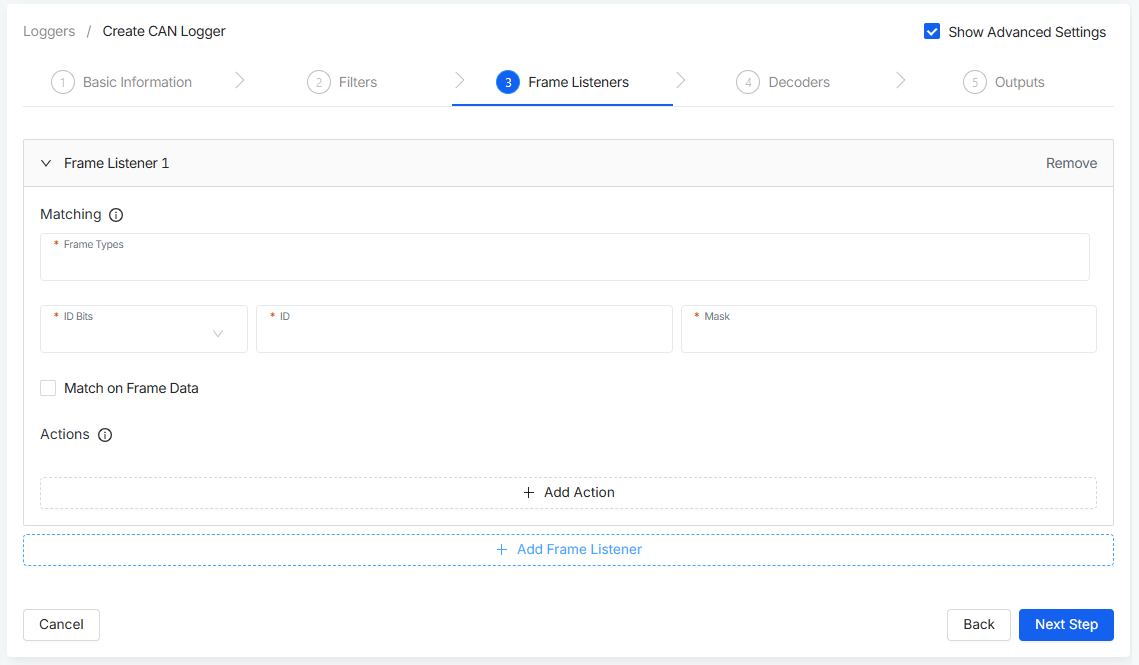 Loggers / Create CAN Logger
Show Advanced Settings
1 Basic Information
2 Filters
3 Frame Listeners
4 Decoders
5 Outputs
Frame Listener 1
Remove
Matching
* Frame Types
* ID Bits
* ID
* Mask
Match on Frame Data
Actions
+ Add Action
+ Add Frame Listener
Cancel
Back
Next Step